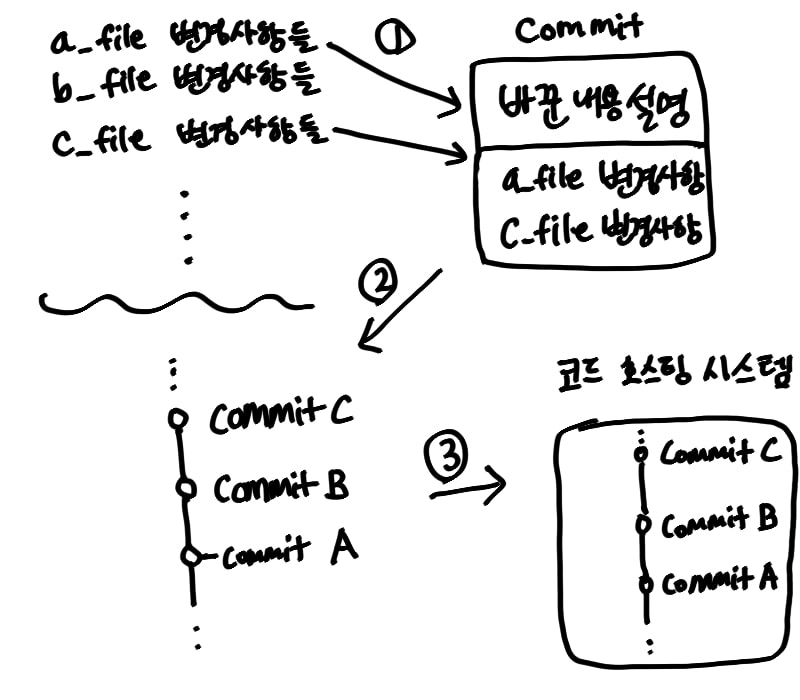 a_file 변경사항들
b_file 변경사항들
c_file 변경사항들
①
Commit
바꾼 내용 설명
a_file 변경사항
c_file 변경사항
②
Commit C
Commit B
Commit A
③
코드 호스팅 시스템
Commit C
Commit B
Commit A